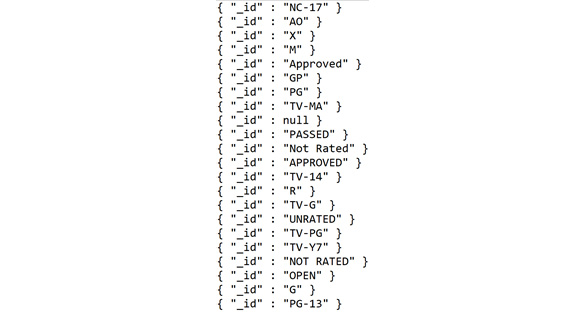 { "_id" : "NC-17" }
{ "_id" : "AO" }
{ "_id" : "X" }
{ "_id" : "M" }
{ "_id" : "Approved" }
{ "_id" : "GP" }
{ "_id" : "PG" }
{ "_id" : "TV-MA" }
{ "_id" : null }
{ "_id" : "PASSED" }
{ "_id" : "Not Rated" }
{ "_id" : "APPROVED" }
{ "_id" : "TV-14" }
{ "_id" : "R" }
{ "_id" : "TV-G" }
{ "_id" : "UNRATED" }
{ "_id" : "TV-PG" }
{ "_id" : "TV-Y7" }
{ "_id" : "NOT RATED" }
{ "_id" : "OPEN" }
{ "_id" : "G" }
{ "_id" : "PG-13" }